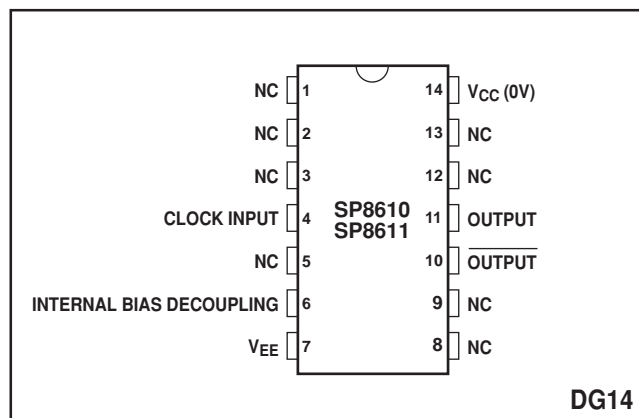 NC 1 14 VCC (0V)
NC 2 13 NC
NC 3 12 NC
SP8610
CLOCK INPUT 4 11 OUTPUT
SP8611
NC 5 10 OUTPUT
INTERNAL BIAS DECOUPLING 6 9 NC
VEE 7 8 NC
DG14